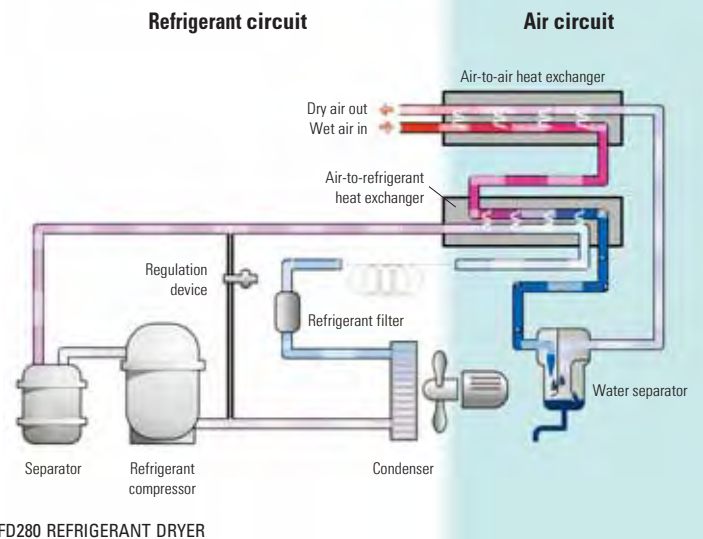 Refrigerant circuit
Air circuit
Air-to-air heat exchanger
Dry air out
Wet air in
Air-to-refrigerant
heat exchanger
Regulation
device
Refrigerant filter
Water separator
Separator
Refrigerant
compressor
Condenser
FD280 REFRIGERANT DRYER